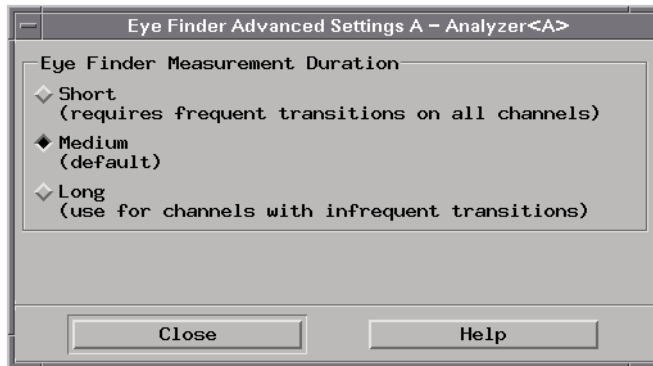 Eye Finder Advanced Settings A – Analyzer<A>
Eye Finder Measurement Duration
Short
(requires frequent transitions on all channels)
Medium
(default)
Long
(use for channels with infrequent transitions)
Close
Help